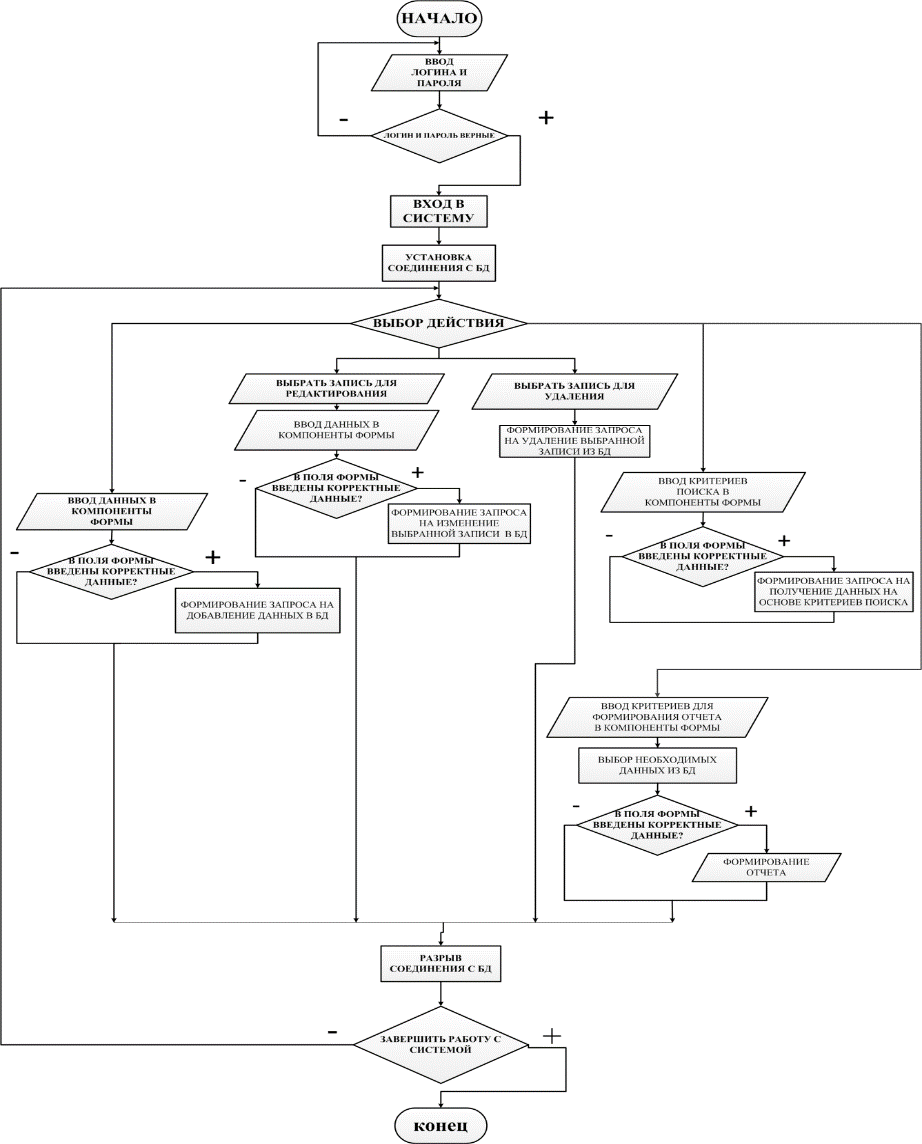 НАЧАЛО
ВВОД
ЛОГИНА И
ПАРОЛЯ
-
+
ЛОГИН И ПАРОЛЬ ВЕРНЫЕ
ВХОД В
СИСТЕМУ
УСТАНОВКА
СОЕДИНЕНИЯ С БД
ВЫБОР ДЕЙСТВИЯ
ВЫБРАТЬ ЗАПИСЬ ДЛЯ
РЕДАКТИРОВАНИЯ
ВВОД ДАННЫХ В
КОМПОНЕНТЫ ФОРМЫ
-
+
В ПОЛЯ ФОРМЫ
ВВЕДЕНЫ КОРРЕКТНЫЕ
ДАННЫЕ?
ФОРМИРОВАНИЕ ЗАПРОСА
НА ИЗМЕНЕНИЕ
ВЫБРАННОЙ ЗАПИСИ В БД
ВЫБРАТЬ ЗАПИСЬ ДЛЯ
УДАЛЕНИЯ
ФОРМИРОВАНИЕ ЗАПРОСА
НА УДАЛЕНИЕ ВЫБРАННОЙ
ЗАПИСИ ИЗ БД
ВВОД ДАННЫХ В
КОМПОНЕНТЫ
ФОРМЫ
-
+
В ПОЛЯ ФОРМЫ
ВВЕДЕНЫ КОРРЕКТНЫЕ
ДАННЫЕ?
ФОРМИРОВАНИЕ ЗАПРОСА НА
ДОБАВЛЕНИЕ ДАННЫХ В БД
ВВОД КРИТЕРИЕВ
ПОИСКА В
КОМПОНЕНТЫ ФОРМЫ
-
+
В ПОЛЯ ФОРМЫ
ВВЕДЕНЫ КОРРЕКТНЫЕ
ДАННЫЕ?
ФОРМИРОВАНИЕ ЗАПРОСА НА
ПОЛУЧЕНИЕ ДАННЫХ НА
ОСНОВЕ КРИТЕРИЕВ ПОИСКА
ВВОД КРИТЕРИЕВ ДЛЯ
ФОРМИРОВАНИЯ ОТЧЕТА
В КОМПОНЕНТЫ ФОРМЫ
ВЫБОР НЕОБХОДИМЫХ
ДАННЫХ ИЗ БД
-
+
В ПОЛЯ ФОРМЫ
ВВЕДЕНЫ КОРРЕКТНЫЕ
ДАННЫЕ?
ФОРМИРОВАНИЕ
ОТЧЕТА
РАЗРЫВ
СОЕДИНЕНИЯ С БД
-
+
ЗАВЕРШИТЬ РАБОТУ С
СИСТЕМОЙ
конец